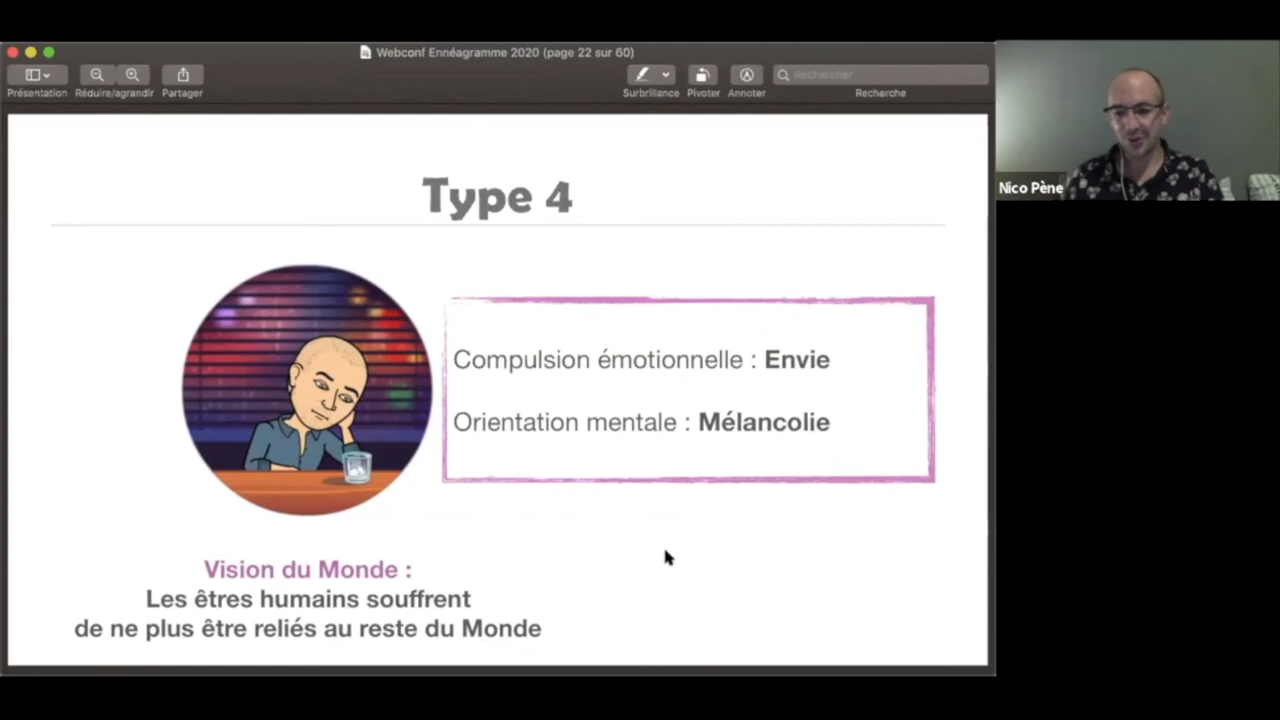 Webconf Ennéagramme 2020 (page 22 sur 60)
Présentation
Réduire/agrandir
Partager
Surbrillance
Pivoter
Annoter
Rechercher
Recherche
Nico Pène
Type 4
Compulsion émotionnelle : Envie
Orientation mentale : Mélancolie
Vision du Monde :
Les êtres humains souffrent
de ne plus être reliés au reste du Monde